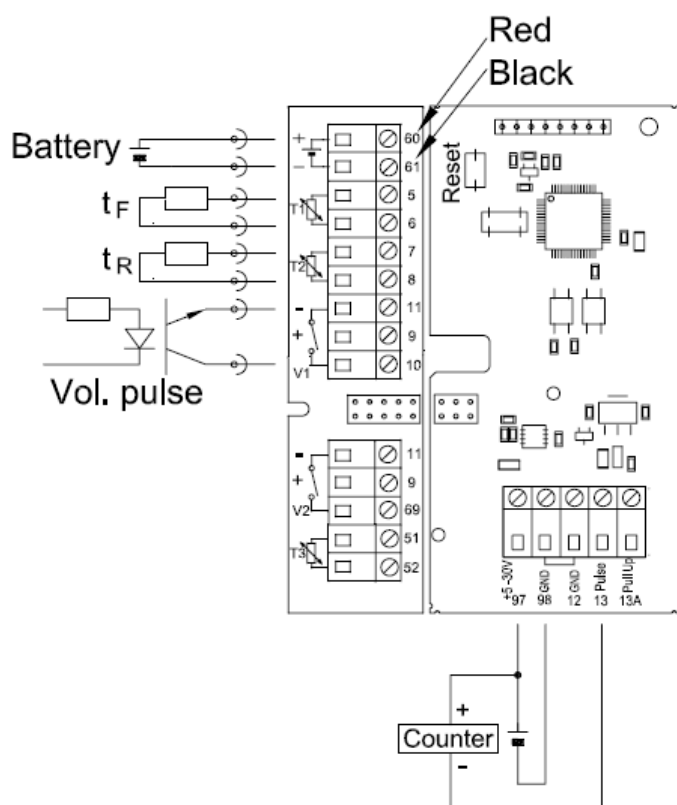 Red
Black
Battery
+
60
−
61
Reset
tF
T1
5
6
tR
T2
7
8
-
11
+
9
V1
10
Vol. pulse
-
11
+
9
V2
69
T3
51
52
+5 -30V GND GND Pulse Pull Up
97 98 12 13 13A
+
Counter
-